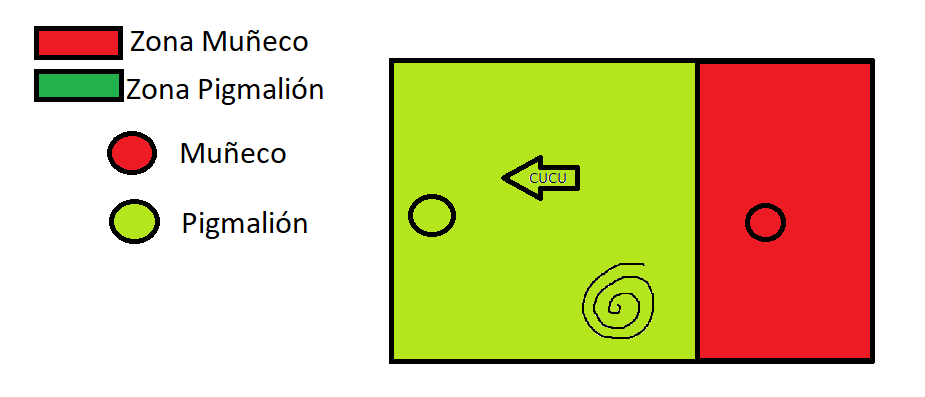 Zona Muñeco
Zona Pigmalión
Muñeco
Pigmalión
CUCU